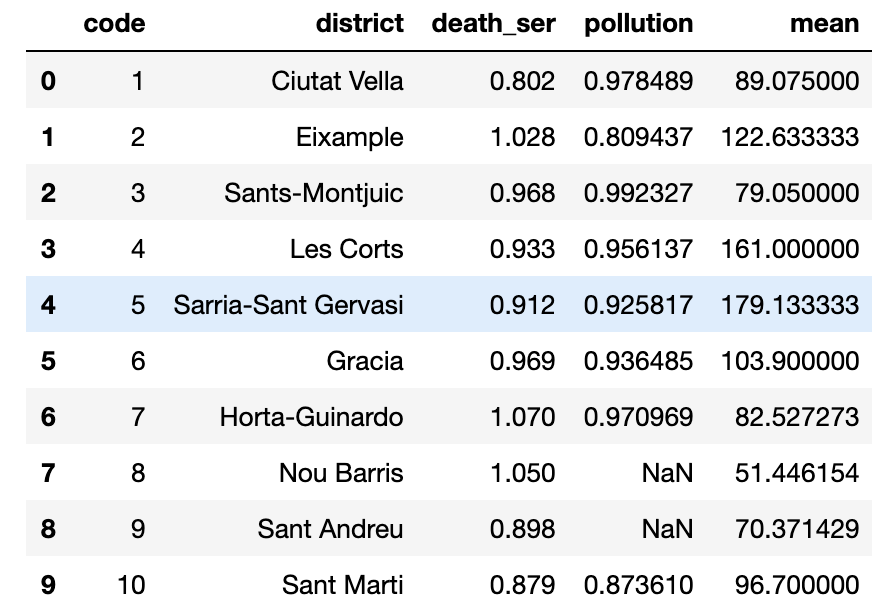 code district death_ser pollution mean
0 1 Ciutat Vella 0.802 0.978489 89.075000
1 2 Eixample 1.028 0.809437 122.633333
2 3 Sants-Montjuic 0.968 0.992327 79.050000
3 4 Les Corts 0.933 0.956137 161.000000
4 5 Sarria-Sant Gervasi 0.912 0.925817 179.133333
5 6 Gracia 0.969 0.936485 103.900000
6 7 Horta-Guinardo 1.070 0.970969 82.527273
7 8 Nou Barris 1.050 NaN 51.446154
8 9 Sant Andreu 0.898 NaN 70.371429
9 10 Sant Marti 0.879 0.873610 96.700000